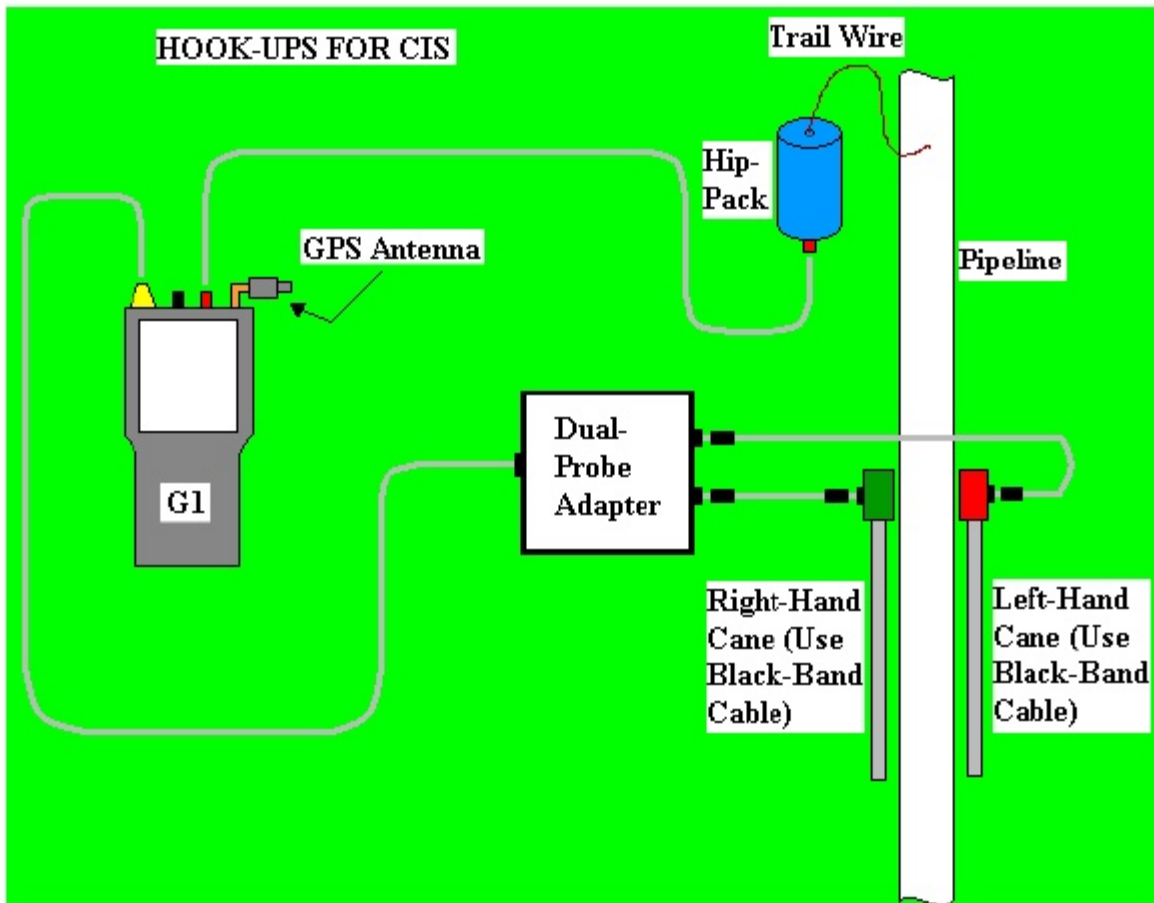 HOOK-UPS FOR CIS
Trail Wire
Hip-
Pack
GPS Antenna
Pipeline
Dual-
Probe
Adapter
G1
Right-Hand
Cane (Use
Black-Band
Cable)
Left-Hand
Cane (Use
Black-Band
Cable)